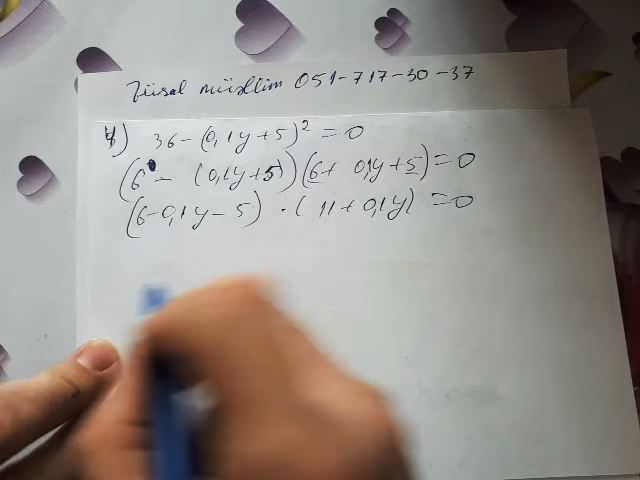 Züsal müəllim 051-717-30-37
4) 36-(0,1y+5)²=0
(6-(0,1y+5))(6+0,1y+5)=0
(6-0,1y-5)·(11+0,1y)=0